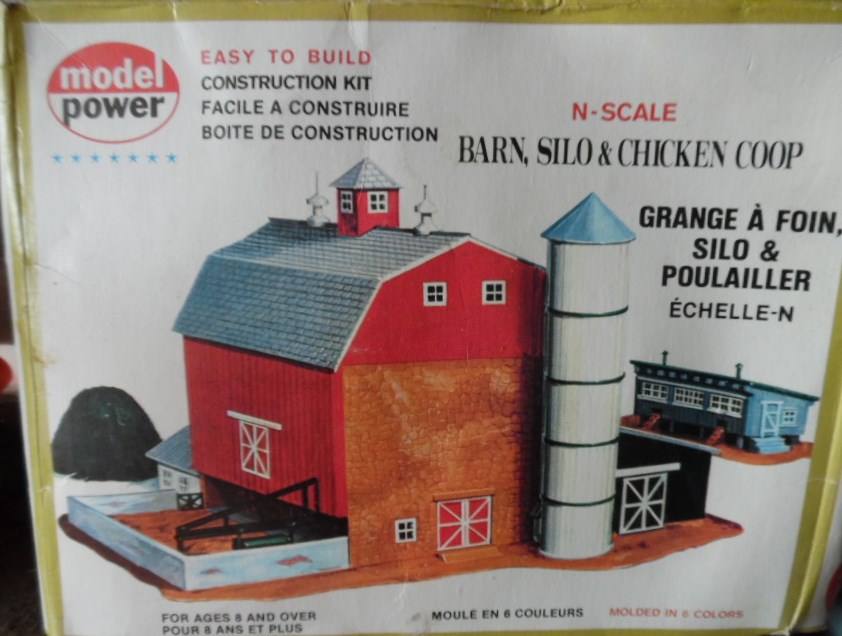 model
power
EASY TO BUILD
CONSTRUCTION KIT
FACILE A CONSTRUIRE
BOITE DE CONSTRUCTION
N-SCALE
BARN, SILO & CHICKEN COOP
GRANGE À FOIN,
SILO &
POULAILLER
ÉCHELLE-N
FOR AGES 8 AND OVER
POUR 8 ANS ET PLUS
MOULÉ EN 6 COULEURS
MOLDED IN 6 COLORS